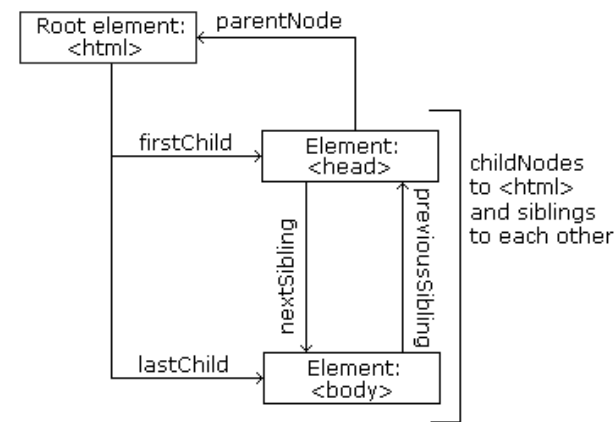 Root element:
<html>
parentNode
firstChild
Element:
<head>
childNodes
to <html>
and siblings
to each other
nextSibling
previousSibling
lastChild
Element:
<body>